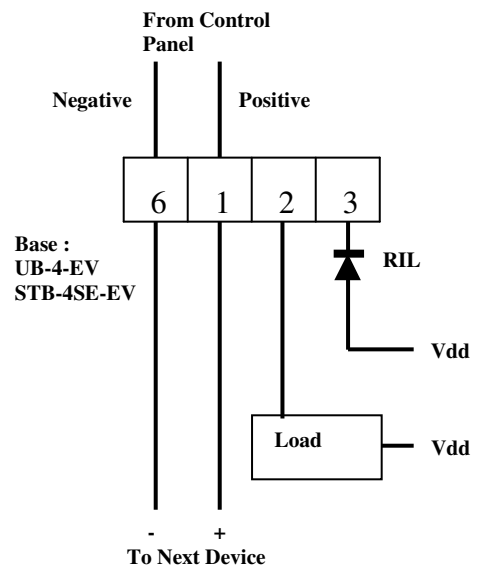 From Control
Panel
Negative
Positive
6 1 2 3
Base :
UB-4-EV
STB-4SE-EV
RIL
Vdd
Load
Vdd
- +
To Next Device